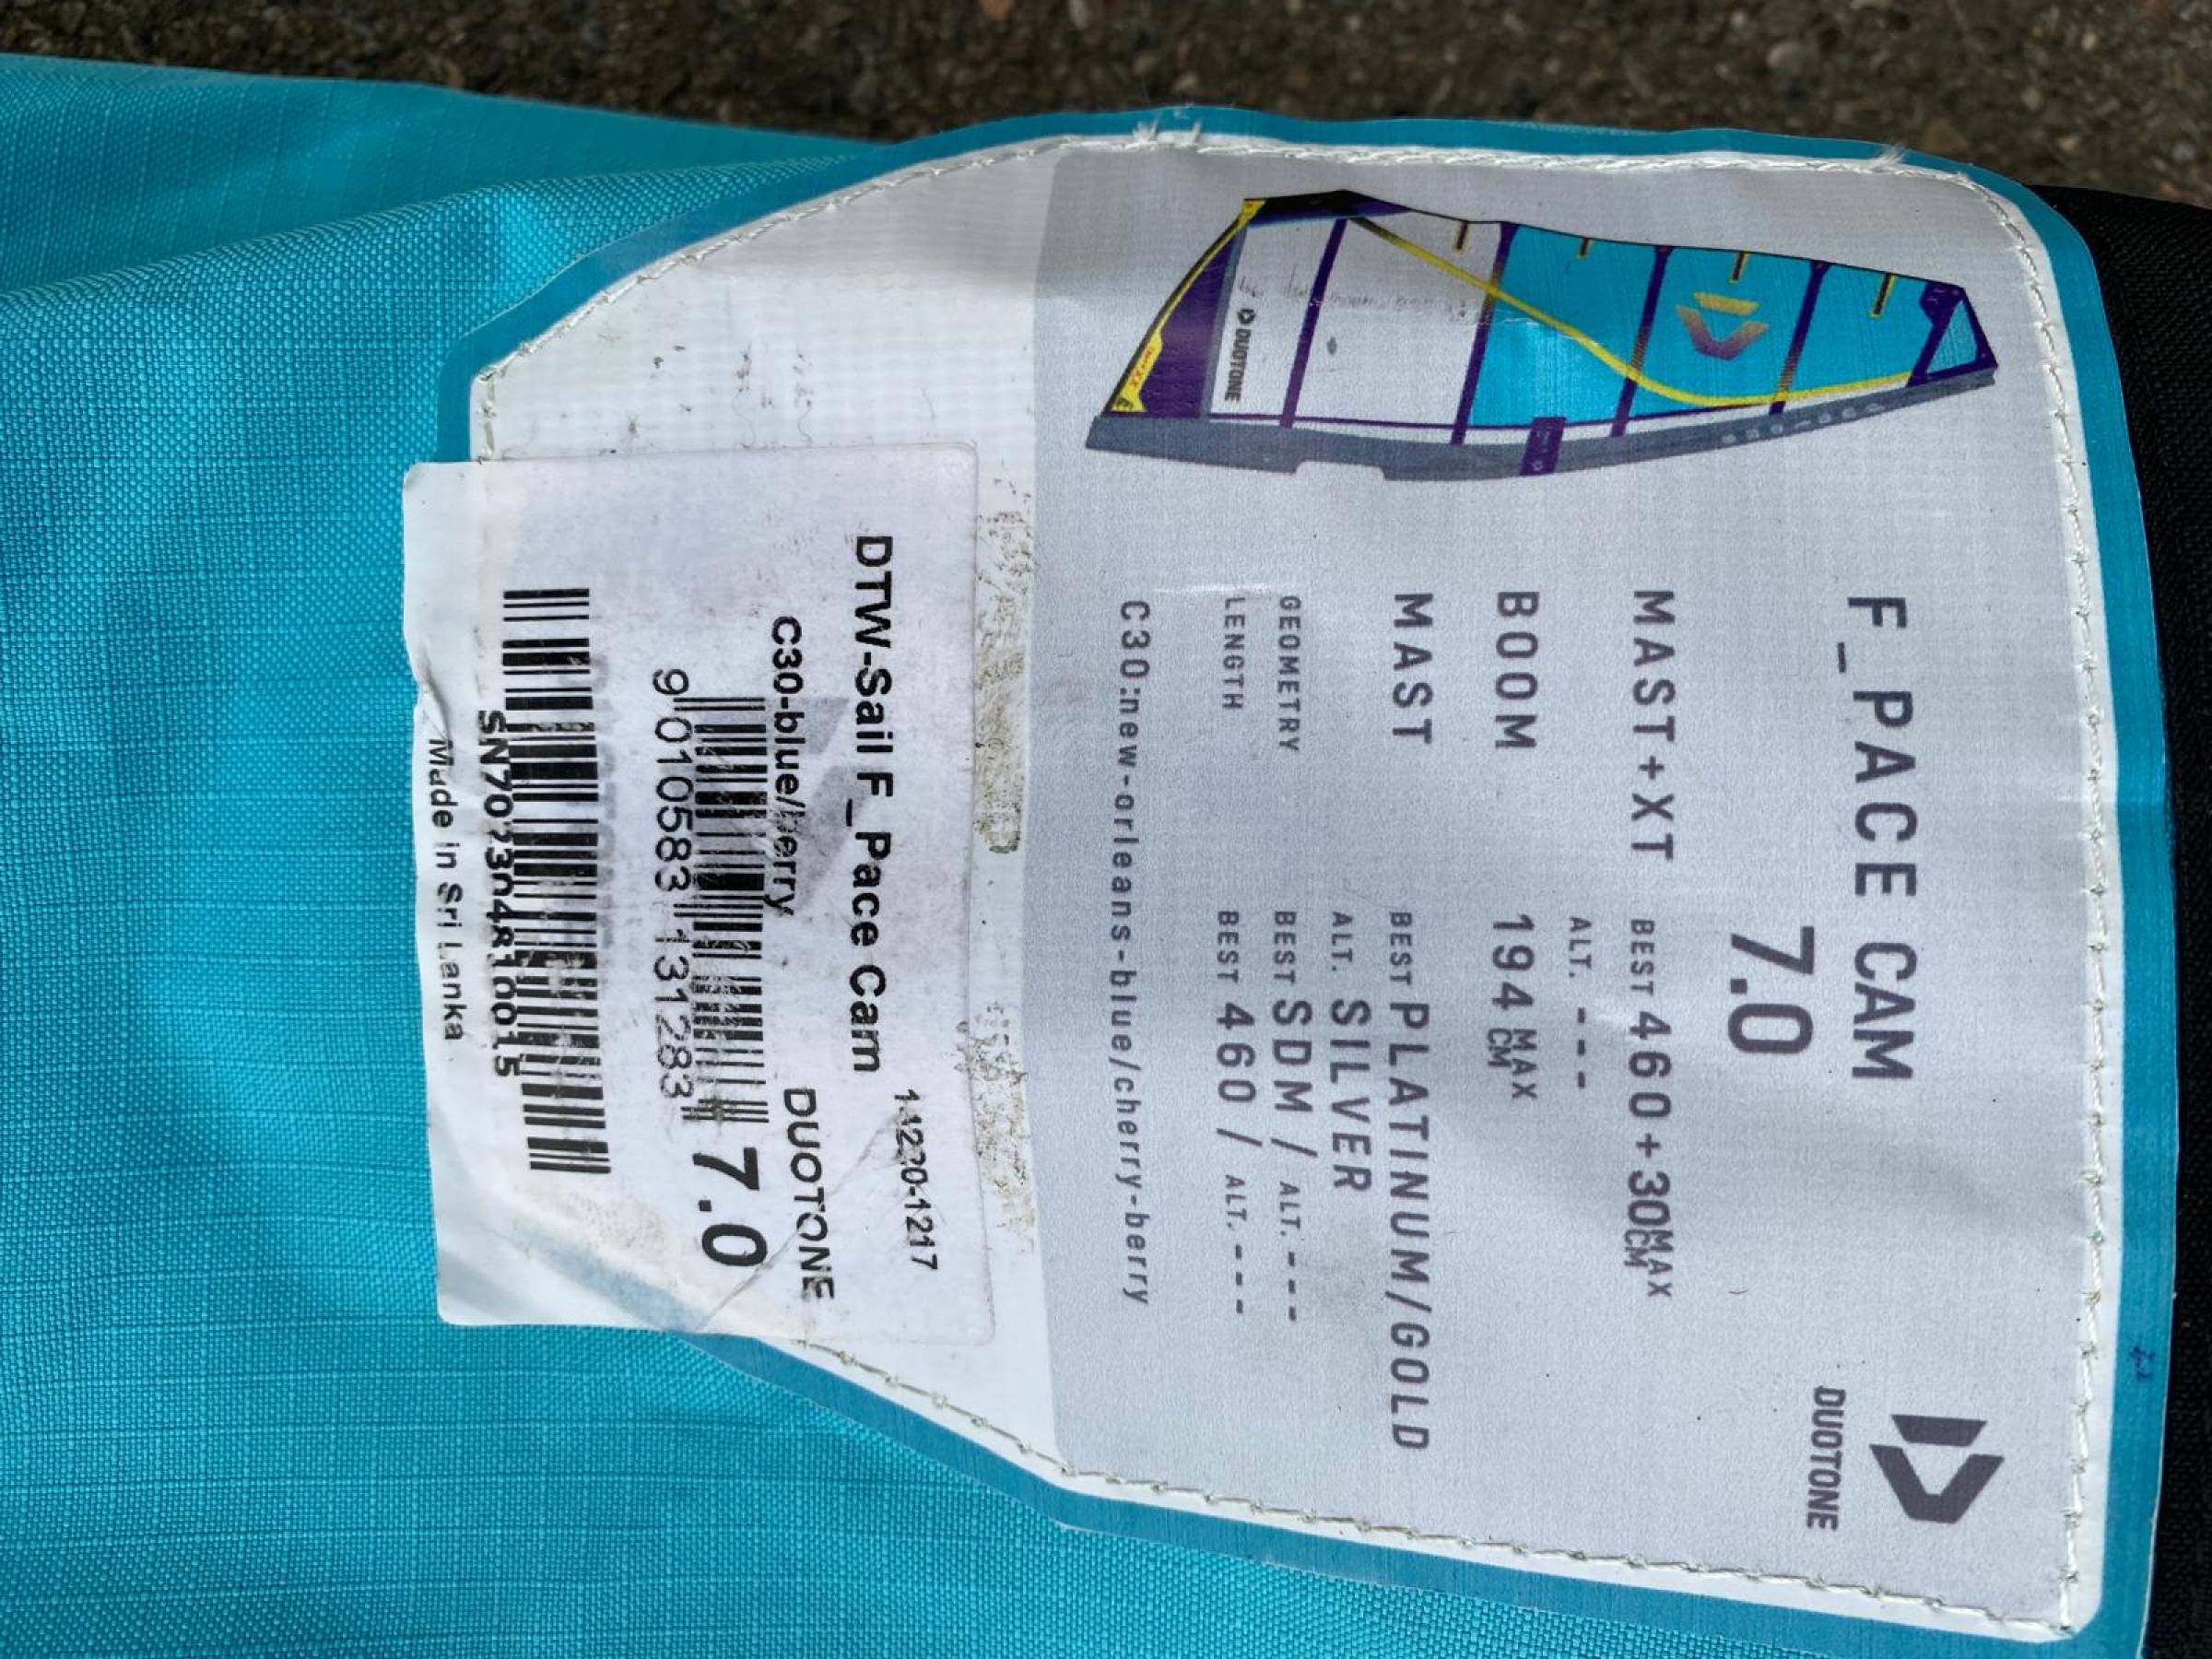 F_PACE CAM
7.0
DUOTONE
MAST+XT BEST 460+30 MAX CM
ALT. ---
BOOM 194 MAX CM
MAST BEST PLATINUM/GOLD
ALT. SILVER
GEOMETRY BEST SDM / ALT. ---
LENGTH BEST 460 / ALT. ---
C30:new-orleans-blue/cherry-berry
DUOTONE
-1217
DTW-Sail F_Pace Cam
C30-blue/berry DUOTONE
7.0
9 010583 131283
Made in Sri Lanka